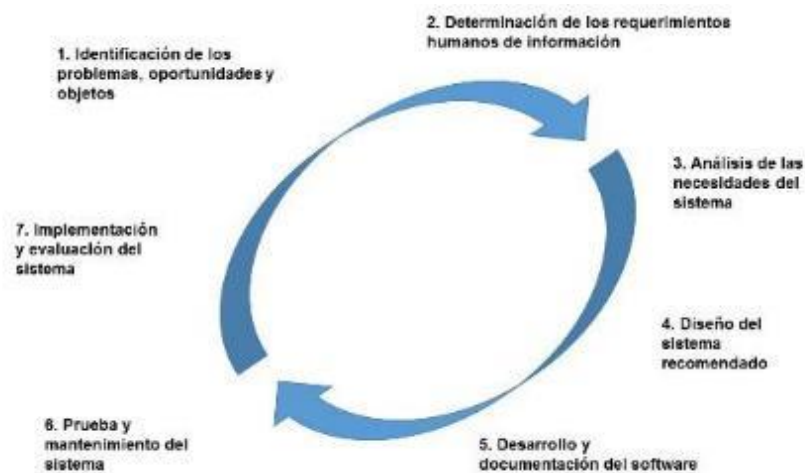 1. Identificación de los
problemas, oportunidades y
objetos
2. Determinación de los requerimientos
humanos de información
3. Análisis de las
necesidades del
sistema
4. Diseño del
sistema
recomendado
5. Desarrollo y
documentación del software
6. Prueba y
mantenimiento del
sistema
7. Implementación
y evaluación del
sistema